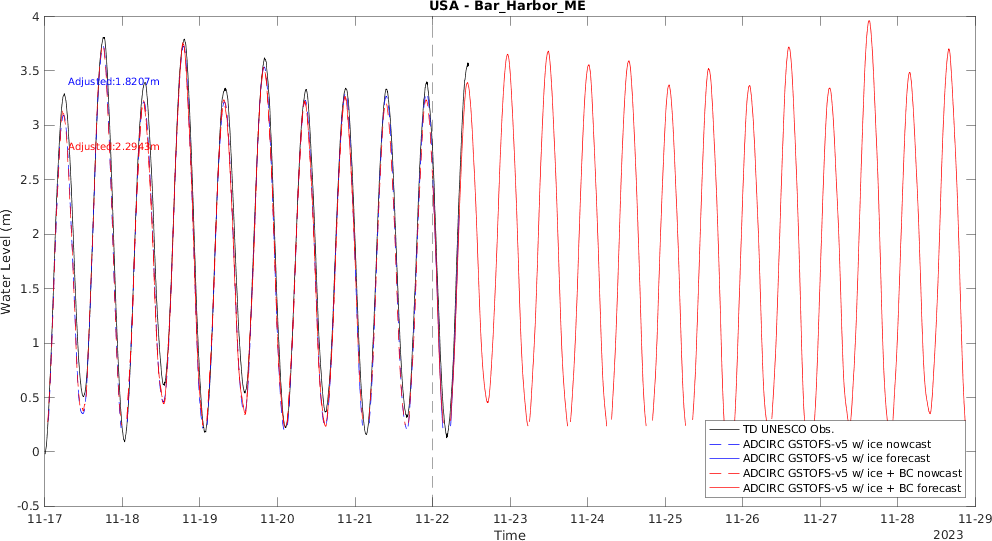 USA - Bar_Harbor_ME
4
3.5
3
2.5
2
1.5
1
0.5
0
-0.5
Water Level (m)
Adjusted:1.8207m
Adjusted:2.2943m
TD UNESCO Obs.
ADCIRC GSTOFS-v5 w/ ice nowcast
ADCIRC GSTOFS-v5 w/ ice forecast
ADCIRC GSTOFS-v5 w/ ice + BC nowcast
ADCIRC GSTOFS-v5 w/ ice + BC forecast
11-17 11-18 11-19 11-20 11-21 11-22 11-23 11-24 11-25 11-26 11-27 11-28 11-29
Time
2023